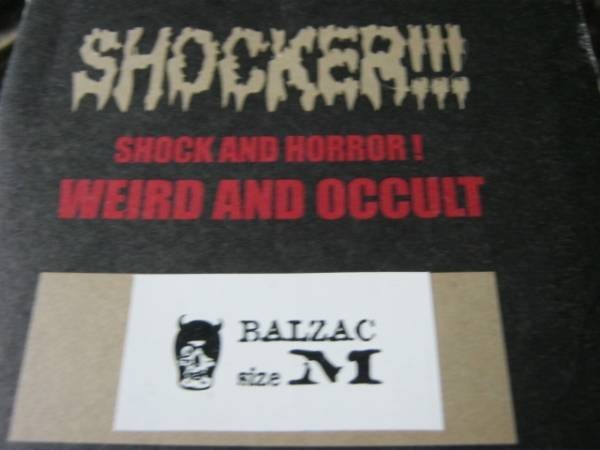 SHOCKER!!!
SHOCK AND HORROR!
WEIRD AND OCCULT
BALZAC
size M